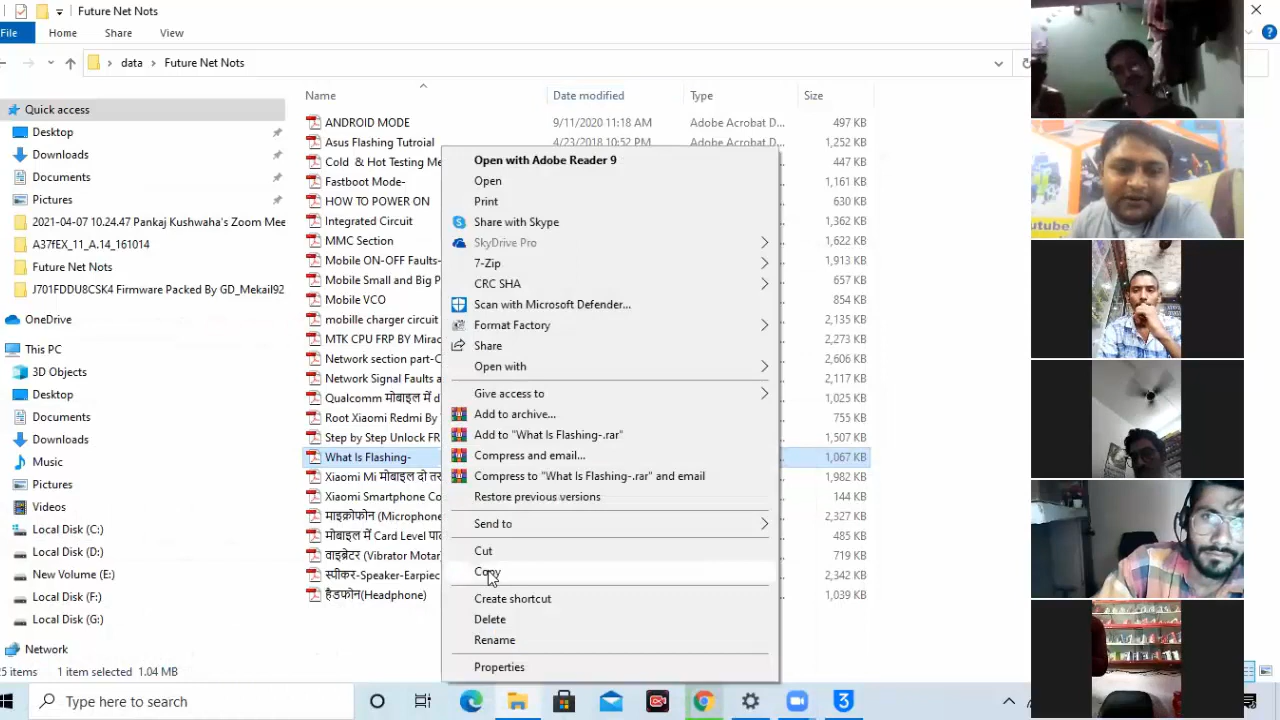 Future Net Nots
File Home Share View
data Future Net Nots
Name Date modified Type Size
Quick access
Desktop
Downloads
Documents
Pictures
2021-04-07 10.24.47 Pankaj Kushwaha's Zoom Mee
A37fEX_11_A.14_161014
Future Net Nots
J701FDDU8CSK4 Firmware Packed By GD_Mekail92
OneDrive
This PC
3D Objects
Desktop
Documents
Downloads
Music
Pictures
Videos
Local Disk (C:)
Local Disk (D:)
New Volume (E:)
Local Disk (F:)
Local Disk (G:)
Network
ANDROID MODE 9/11/2020 11:18 AM Adobe Acrobat D... 497 KB
Asus Flashing Tutroial 4/23/2018 10:52 PM Adobe Acrobat D... 1,252 KB
Cold & Hot Testing Me 447 KB
Fastboot Mode- 1,161 KB
HOW TO POWER ON 630 KB
Integrated Circuit 1,362 KB
MMC Section 1,622 KB
Mobile ON-OFF Fau 1,913 KB
Mobile Small and Big P 657 KB
Mobile VCO 854 KB
mobille charger circuit 2,135 KB
MTK CPU FRP BY Mirac 2,273 KB
Network section part-C 2,606 KB
Network Signal Faults a 2,117 KB
Qualcomm मोबाइल में d 1,025 KB
Root Xiaomi Redmi By 755 KB
Step by Step Unlock FR 1,507 KB
What Is Flashing- 1,067 KB
Xiaomi Mi मोबाइल को तर 1,982 KB
Xiaomi Smartphone Co 144 KB
माइक्रोफोन (Microphone 2,327 KB
मोबाइल में Card Level पार 485 KB
वाइब्रेटर (Vibrator Motar 719 KB
स्पीकर-Speaker-Earpiec 2,342 KB
हैडफोन(Headphone) 1,039 KB
Open with Adobe Reader 9
Open
rint
Share with Skype
SkyDrive Pro
7-Zip
RC SHA
Scan with Microsoft Defender...
Format Factory
Share
Open with
Give access to
Add to archive...
Add to "What Is Flashing-.rar"
Compress and email...
Compress to "What Is Flashing-.rar" and email
estore previous versions
Send to
Cut
Copy
Create shortcut
ename
Properties
5 items 1 item selected 1.04 MB
Type here to search
utube